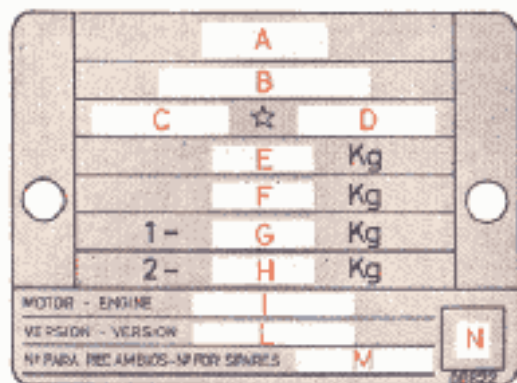 A
B
C ☆ D
E Kg
F Kg
1- G Kg
2- H Kg
MOTOR - ENGINE I
VERSION - VERSION L
Nº PARA RECAMBIOS-Nº FOR SPARES M
N